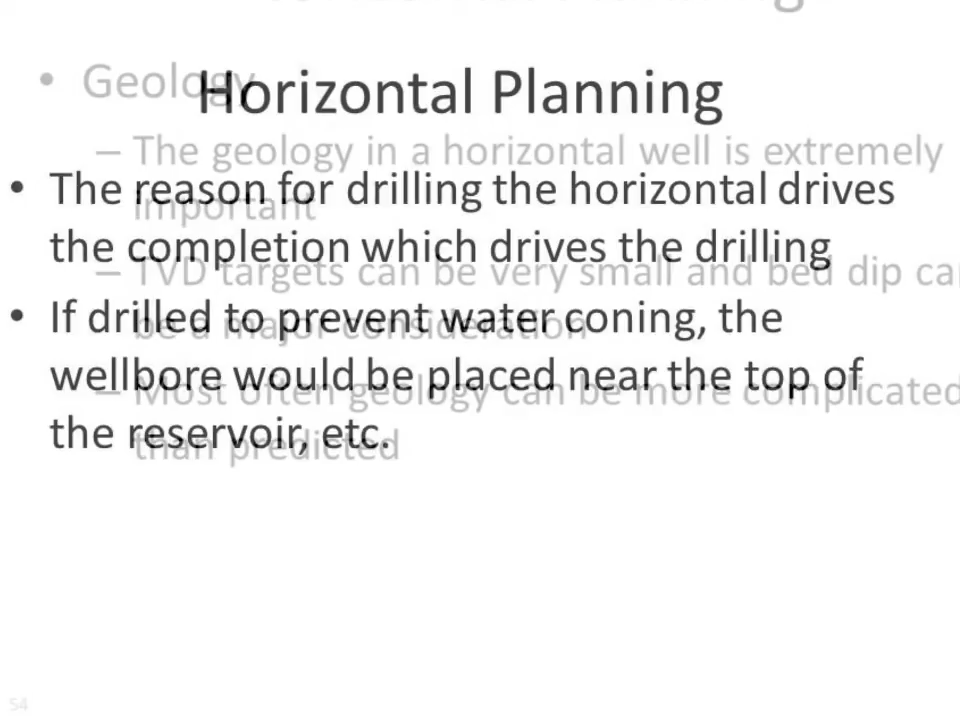 Horizontal Planning
• The reason for drilling the horizontal drives
the completion which drives the drilling
• If drilled to prevent water coning, the
wellbore would be placed near the top of
the reservoir, etc.
• Geology
– The geology in a horizontal well is extremely
important
– TVD targets can be very small and bed dip
be a major consideration
– Most often geology can be more complicated
than predicted
54